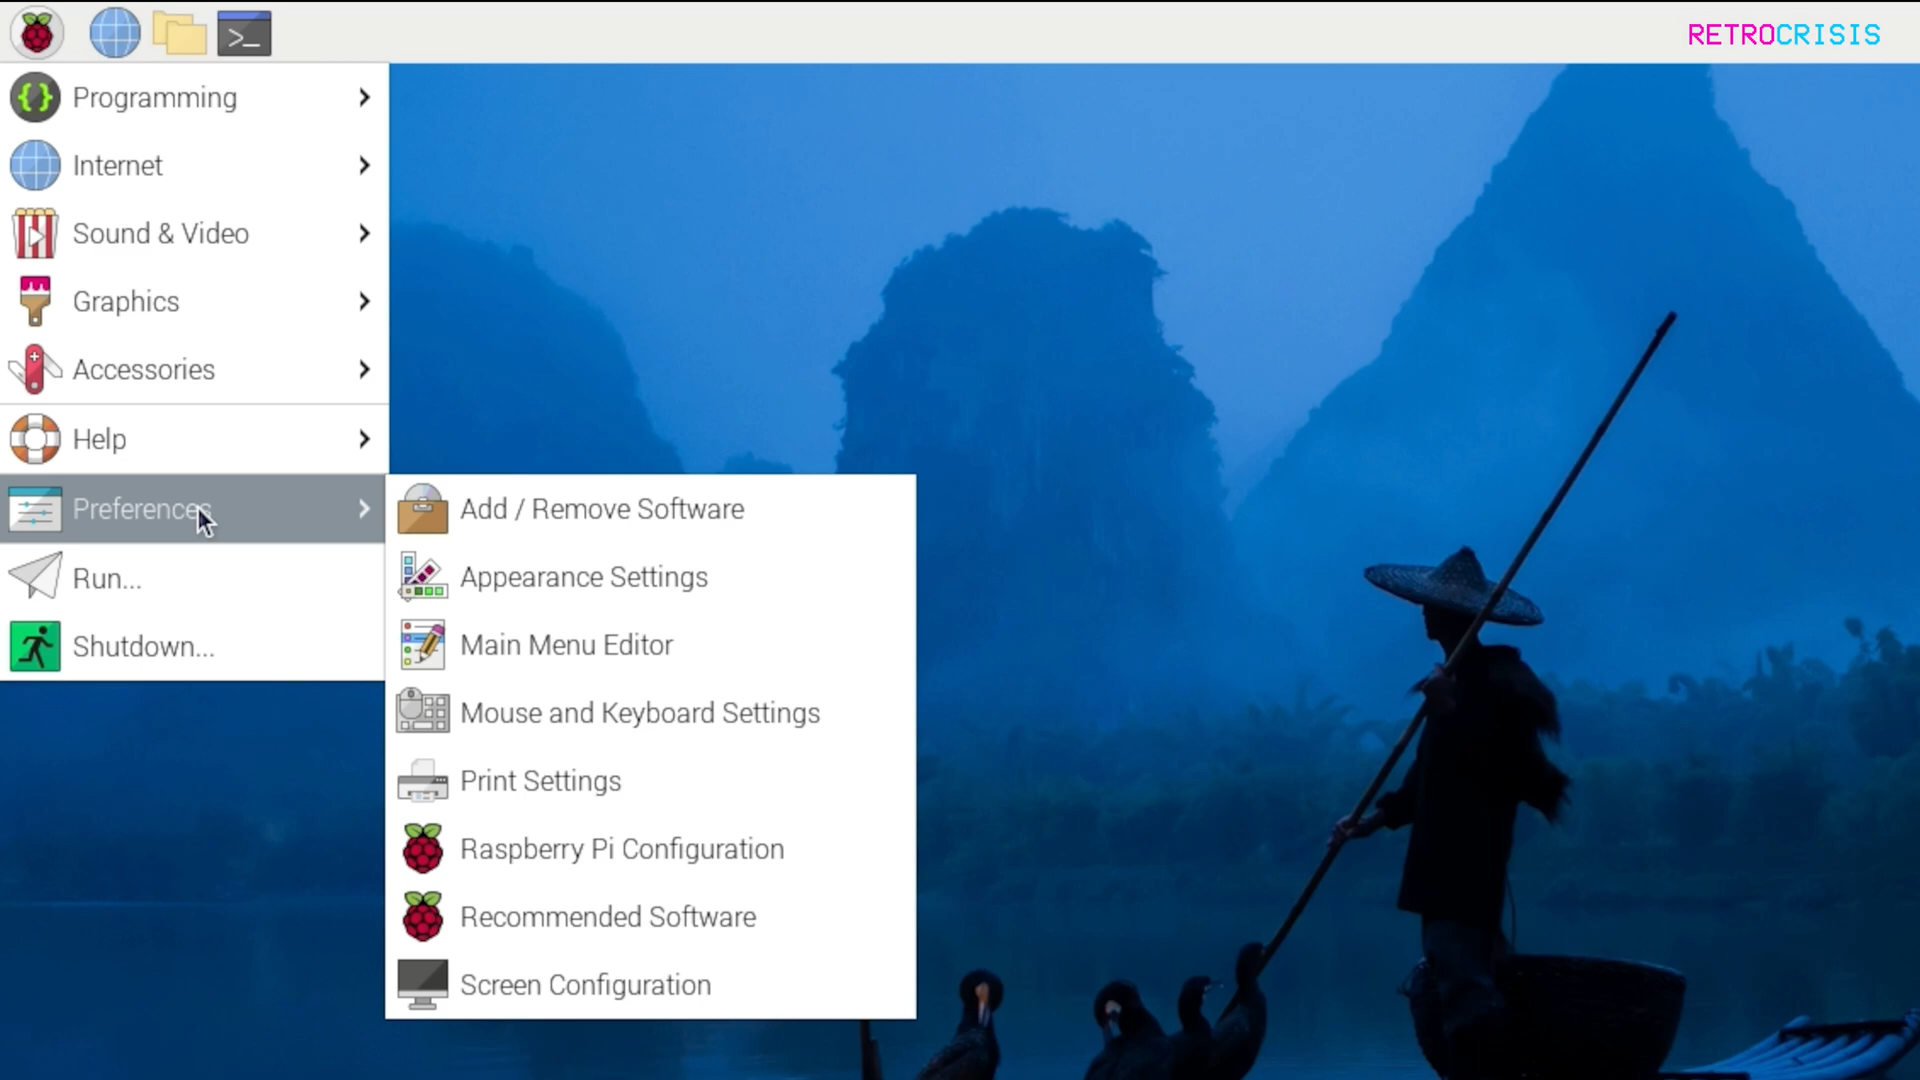 >_
RETROCRISIS
Programming
Internet
Sound & Video
Graphics
Accessories
Help
Preferences
Run...
Shutdown...
Add / Remove Software
Appearance Settings
Main Menu Editor
Mouse and Keyboard Settings
Print Settings
Raspberry Pi Configuration
Recommended Software
Screen Configuration